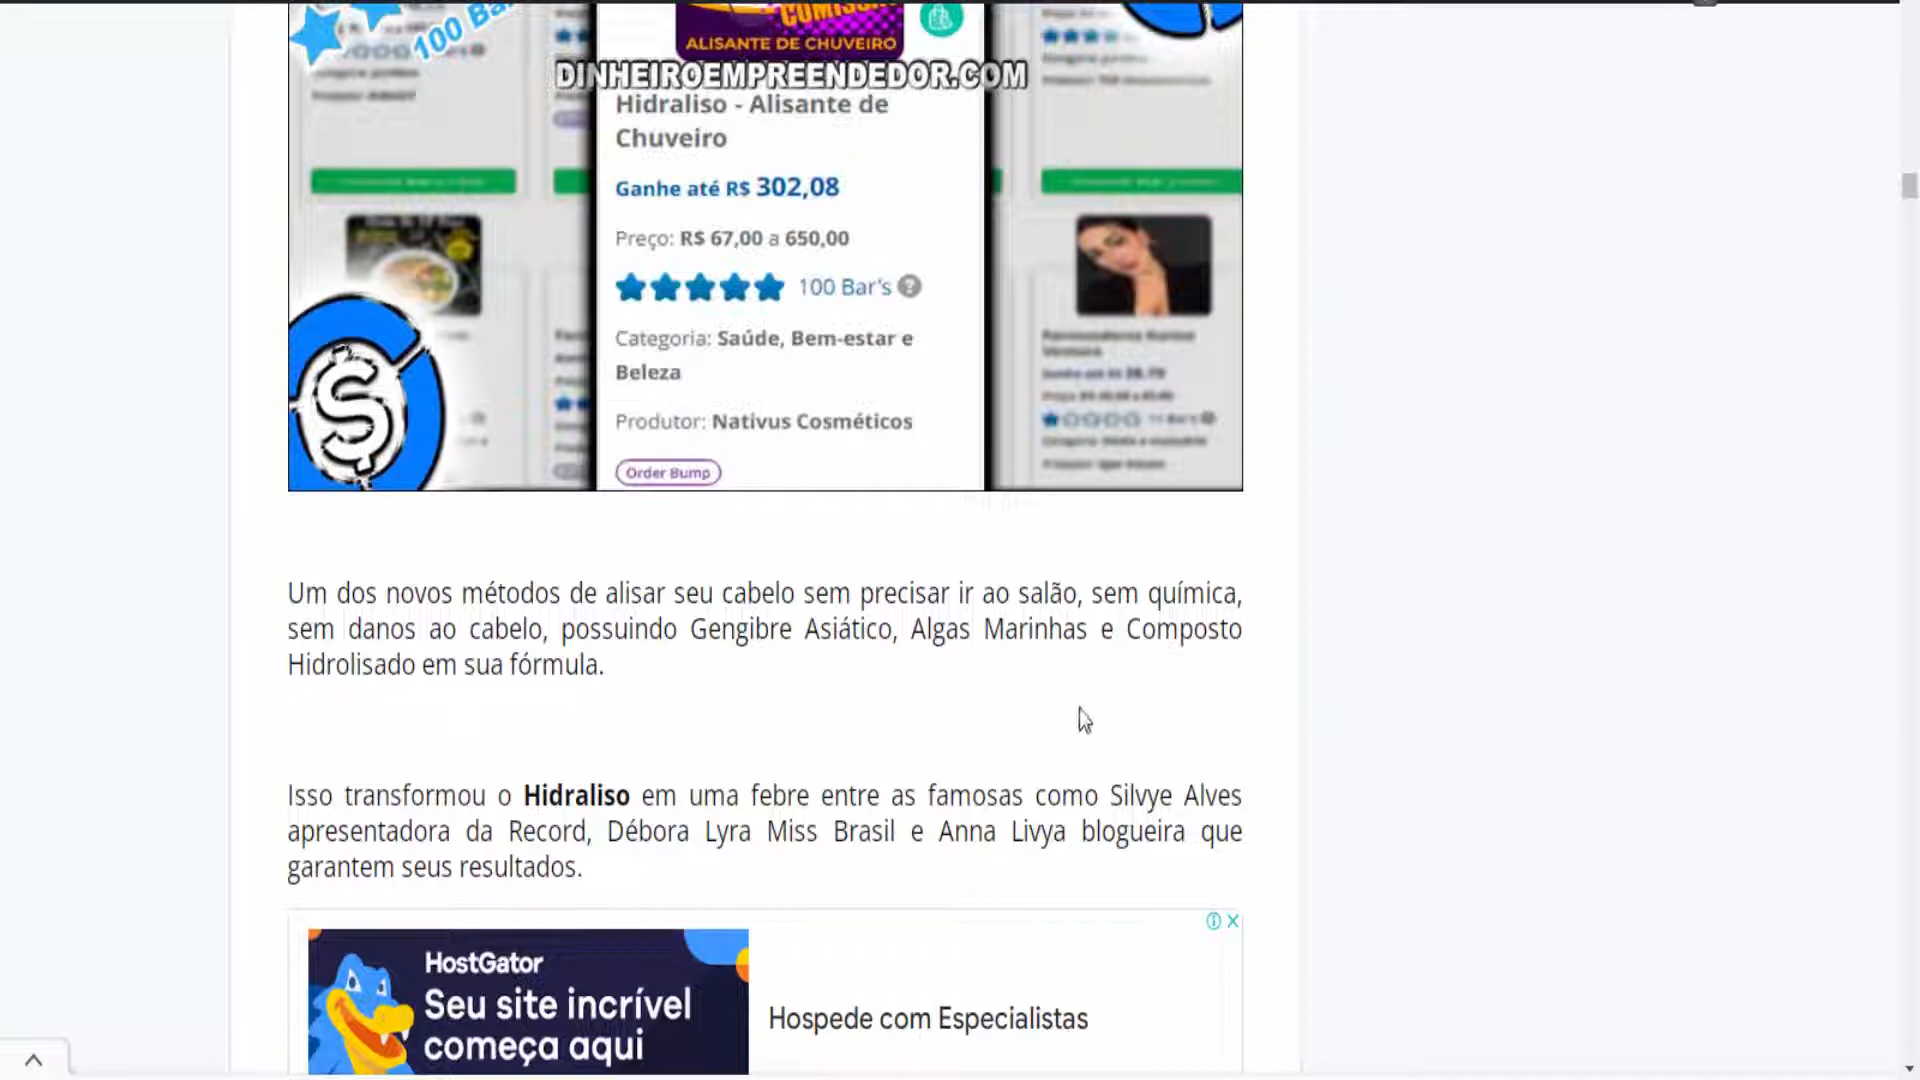 100 Bar
COMISS
ALISANTE DE CHUVEIRO
DINHEIROEMPREENDEDOR.COM
Hidraliso - Alisante de
Chuveiro
Ganhe até R$ 302,08
Preço: R$ 67,00 a 650,00
100 Bar's ?
Categoria: Saúde, Bem-estar e
Beleza
Produtor: Nativus Cosméticos
Order Bump
Um dos novos métodos de alisar seu cabelo sem precisar ir ao salão, sem química,
sem danos ao cabelo, possuindo Gengibre Asiático, Algas Marinhas e Composto
Hidrolisado em sua fórmula.
Isso transformou o Hidraliso em uma febre entre as famosas como Silvye Alves
apresentadora da Record, Débora Lyra Miss Brasil e Anna Livya blogueira que
garantem seus resultados.
HostGator
Seu site incrível
começa aqui
Hospede com Especialistas